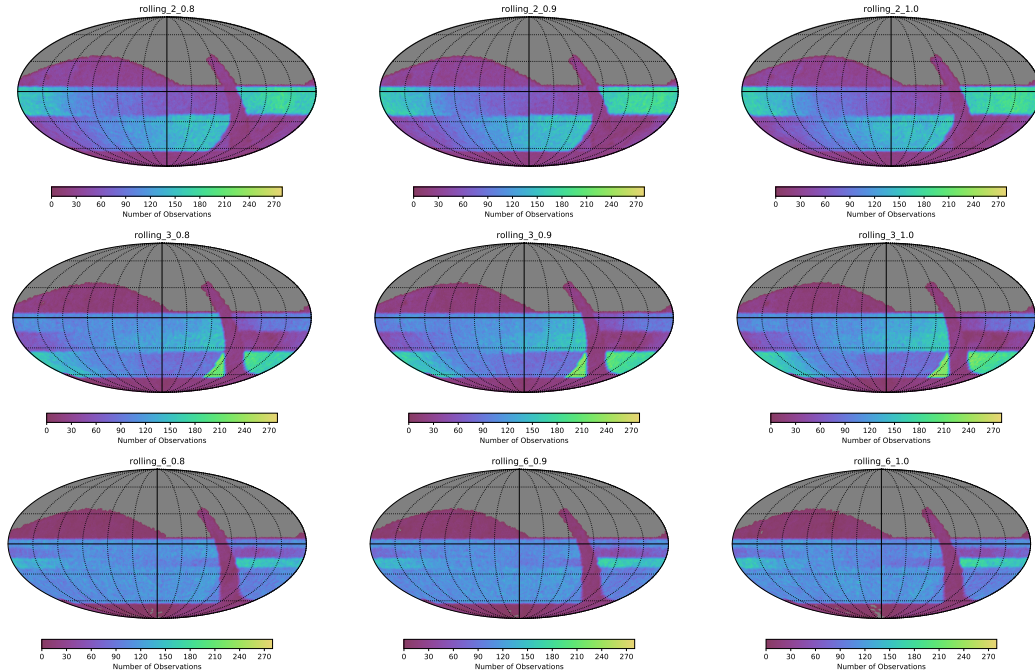 rolling_2_0.8 rolling_2_0.9 rolling_2_1.0
0 30 60 90 120 150 180 210 240 270 0 30 60 90 120 150 180 210 240 270 0 30 60 90 120 150 180 210 240 270
Number of Observations Number of Observations Number of Observations
rolling_3_0.8 rolling_3_0.9 rolling_3_1.0
0 30 60 90 120 150 180 210 240 270 0 30 60 90 120 150 180 210 240 270 0 30 60 90 120 150 180 210 240 270
Number of Observations Number of Observations Number of Observations
rolling_6_0.8 rolling_6_0.9 rolling_6_1.0
0 30 60 90 120 150 180 210 240 270 0 30 60 90 120 150 180 210 240 270 0 30 60 90 120 150 180 210 240 270
Number of Observations Number of Observations Number of Observations